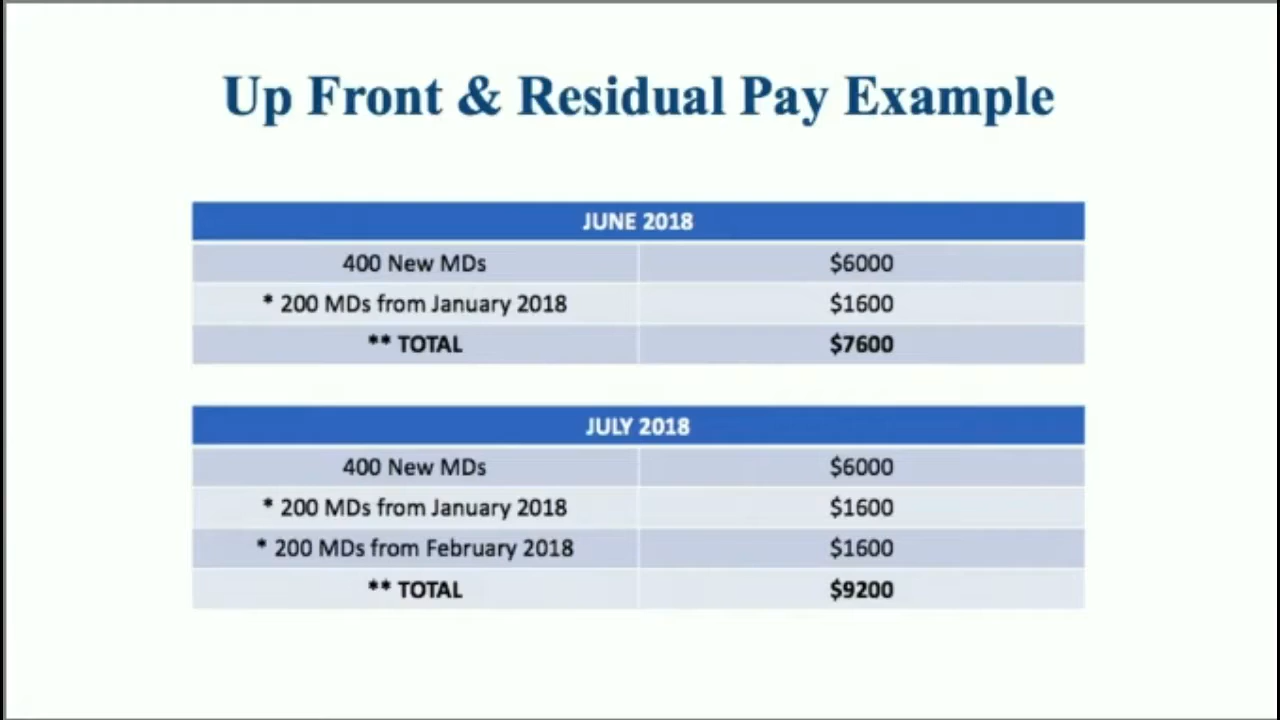 Up Front & Residual Pay Example
JUNE 2018
400 New MDs $6000
* 200 MDs from January 2018 $1600
** TOTAL $7600
JULY 2018
400 New MDs $6000
* 200 MDs from January 2018 $1600
* 200 MDs from February 2018 $1600
** TOTAL $9200